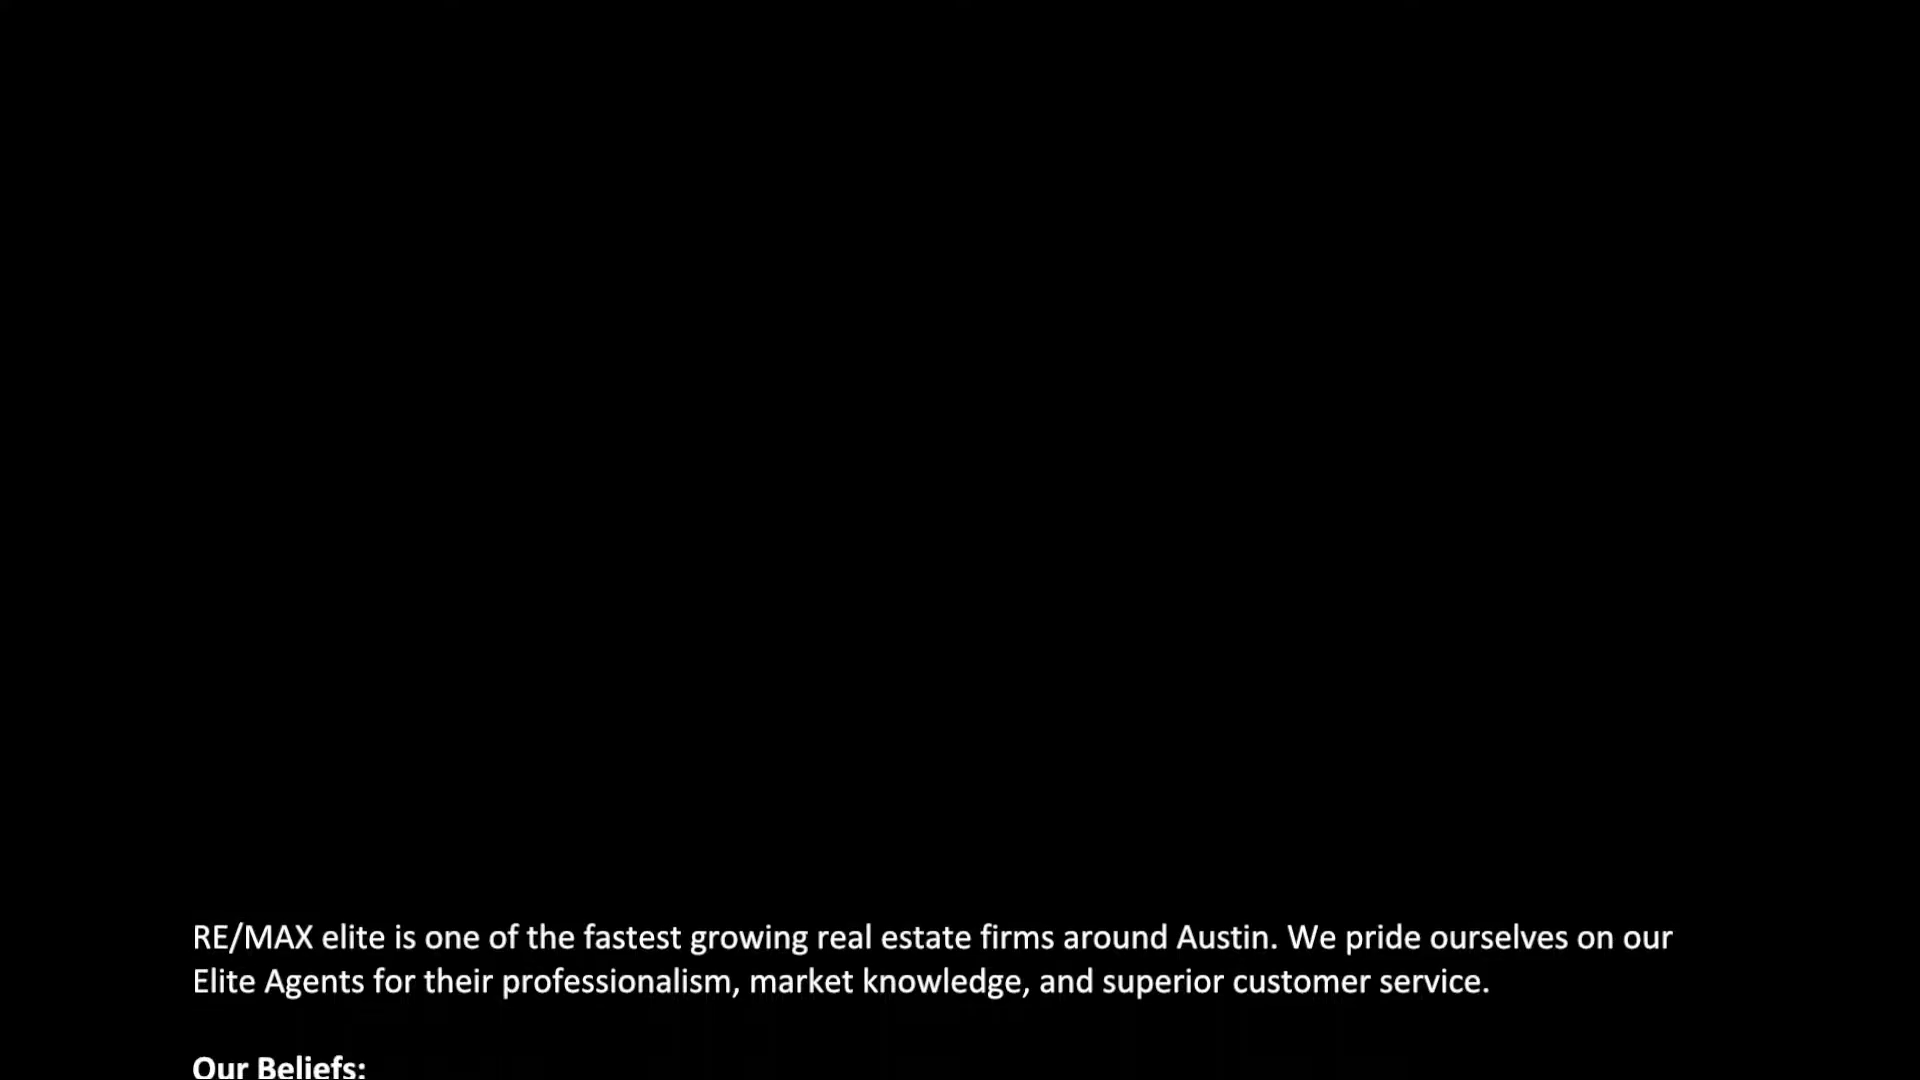 RE/MAX elite is one of the fastest growing real estate firms around Austin. We pride ourselves on our
Elite Agents for their professionalism, market knowledge, and superior customer service.
Our Beliefs: